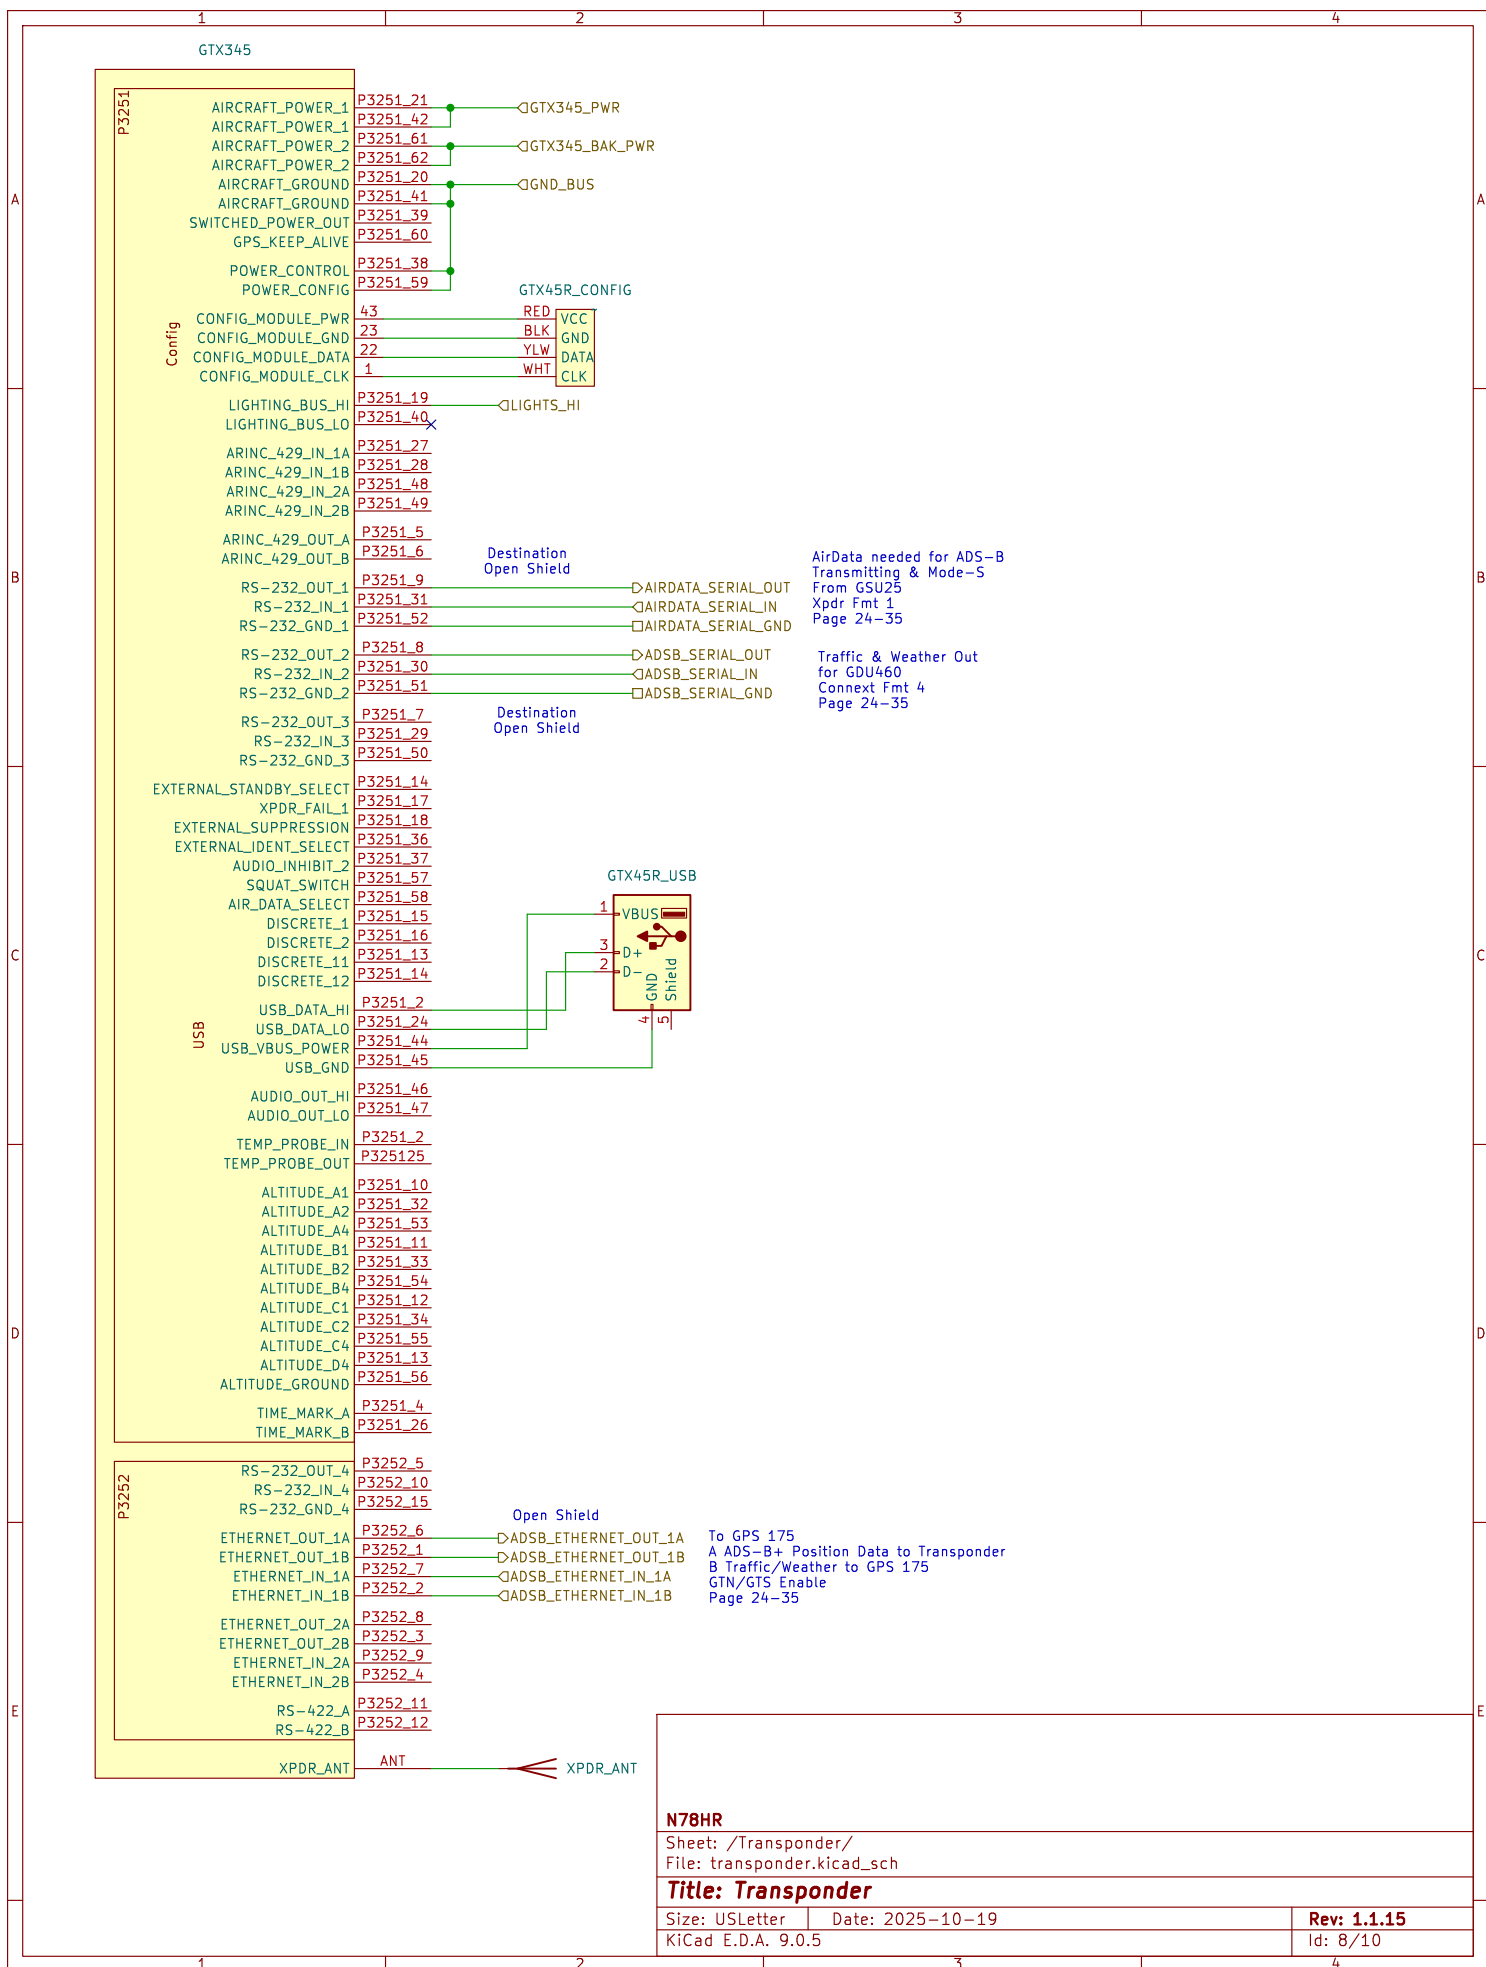 1 2 3 4
GTX345
P3251
AIRCRAFT_POWER_1 P3251_21 GTX345_PWR
AIRCRAFT_POWER_1 P3251_42
AIRCRAFT_POWER_2 P3251_61 GTX345_BAK_PWR
AIRCRAFT_POWER_2 P3251_62
AIRCRAFT_GROUND P3251_20 GND_BUS
A AIRCRAFT_GROUND P3251_41 A
SWITCHED_POWER_OUT P3251_39
GPS_KEEP_ALIVE P3251_60
POWER_CONTROL P3251_38
POWER_CONFIG P3251_59
GTX45R_CONFIG
Config
CONFIG_MODULE_PWR 43 RED VCC
CONFIG_MODULE_GND 23 BLK GND
CONFIG_MODULE_DATA 22 YLW DATA
CONFIG_MODULE_CLK 1 WHT CLK
LIGHTING_BUS_HI P3251_19 LIGHTS_HI
LIGHTING_BUS_LO P3251_40
ARINC_429_IN_1A P3251_27
ARINC_429_IN_1B P3251_28
ARINC_429_IN_2A P3251_48
ARINC_429_IN_2B P3251_49
ARINC_429_OUT_A P3251_5
ARINC_429_OUT_B P3251_6
Destination
Open Shield
AirData needed for ADS-B
Transmitting & Mode-S
From GSU25
Xpdr Fmt 1
Page 24-35
B B
RS-232_OUT_1 P3251_9 AIRDATA_SERIAL_OUT
RS-232_IN_1 P3251_31 AIRDATA_SERIAL_IN
RS-232_GND_1 P3251_52 AIRDATA_SERIAL_GND
RS-232_OUT_2 P3251_8 ADSB_SERIAL_OUT
RS-232_IN_2 P3251_30 ADSB_SERIAL_IN
RS-232_GND_2 P3251_51 ADSB_SERIAL_GND
Traffic & Weather Out
for GDU460
Connext Fmt 4
Page 24-35
Destination
Open Shield
RS-232_OUT_3 P3251_7
RS-232_IN_3 P3251_29
RS-232_GND_3 P3251_50
EXTERNAL_STANDBY_SELECT P3251_14
XPDR_FAIL_1 P3251_17
EXTERNAL_SUPPRESSION P3251_18
EXTERNAL_IDENT_SELECT P3251_36
AUDIO_INHIBIT_2 P3251_37
SQUAT_SWITCH P3251_57
AIR_DATA_SELECT P3251_58
DISCRETE_1 P3251_15
DISCRETE_2 P3251_16
DISCRETE_11 P3251_13
DISCRETE_12 P3251_14
C C
GTX45R_USB
1 VBUS
3 D+
2 D-
GND Shield
4 5
USB
USB_DATA_HI P3251_2
USB_DATA_LO P3251_24
USB_VBUS_POWER P3251_44
USB_GND P3251_45
AUDIO_OUT_HI P3251_46
AUDIO_OUT_LO P3251_47
TEMP_PROBE_IN P3251_2
TEMP_PROBE_OUT P325125
ALTITUDE_A1 P3251_10
ALTITUDE_A2 P3251_32
ALTITUDE_A4 P3251_53
ALTITUDE_B1 P3251_11
ALTITUDE_B2 P3251_33
ALTITUDE_B4 P3251_54
ALTITUDE_C1 P3251_12
D ALTITUDE_C2 P3251_34 D
ALTITUDE_C4 P3251_55
ALTITUDE_D4 P3251_13
ALTITUDE_GROUND P3251_56
TIME_MARK_A P3251_4
TIME_MARK_B P3251_26
P3252
RS-232_OUT_4 P3252_5
RS-232_IN_4 P3252_10
RS-232_GND_4 P3252_15
Open Shield
ETHERNET_OUT_1A P3252_6 ADSB_ETHERNET_OUT_1A
ETHERNET_OUT_1B P3252_1 ADSB_ETHERNET_OUT_1B
ETHERNET_IN_1A P3252_7 ADSB_ETHERNET_IN_1A
ETHERNET_IN_1B P3252_2 ADSB_ETHERNET_IN_1B
To GPS 175
A ADS-B+ Position Data to Transponder
B Traffic/Weather to GPS 175
GTN/GTS Enable
Page 24-35
ETHERNET_OUT_2A P3252_8
ETHERNET_OUT_2B P3252_3
ETHERNET_IN_2A P3252_9
ETHERNET_IN_2B P3252_4
E RS-422_A P3252_11 E
RS-422_B P3252_12
XPDR_ANT ANT XPDR_ANT
N78HR
Sheet: /Transponder/
File: transponder.kicad_sch
Title: Transponder
Size: USLetter Date: 2025-10-19 Rev: 1.1.15
KiCad E.D.A. 9.0.5 Id: 8/10
1 2 3 4